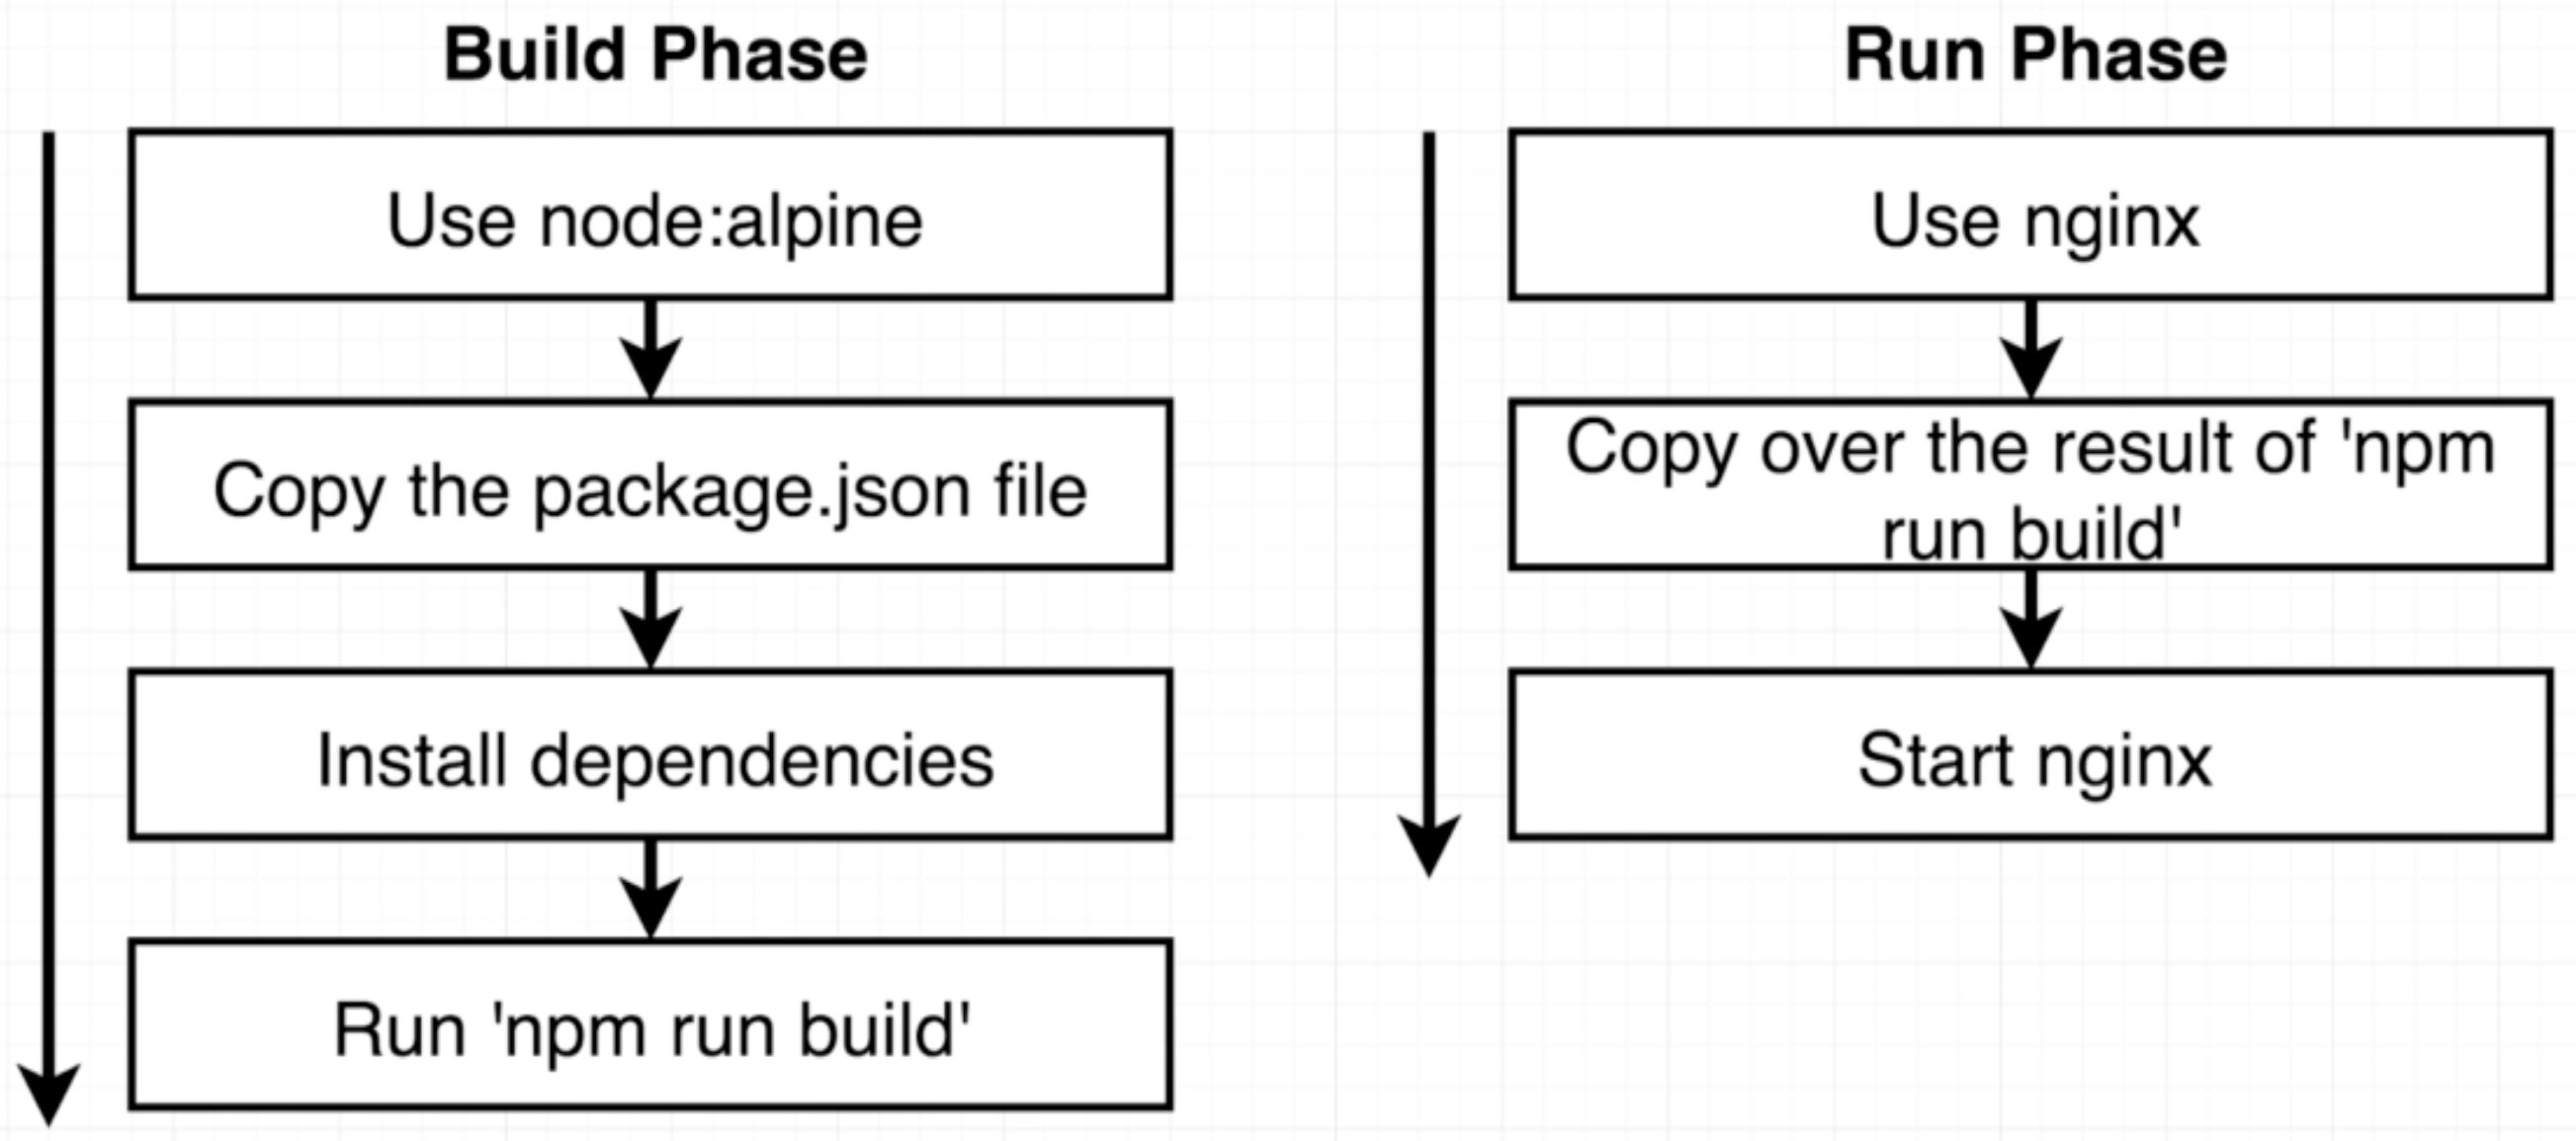 Build Phase
Use node:alpine
Copy the package.json file
Install dependencies
Run 'npm run build'
Run Phase
Use nginx
Copy over the result of 'npm
run build'
Start nginx